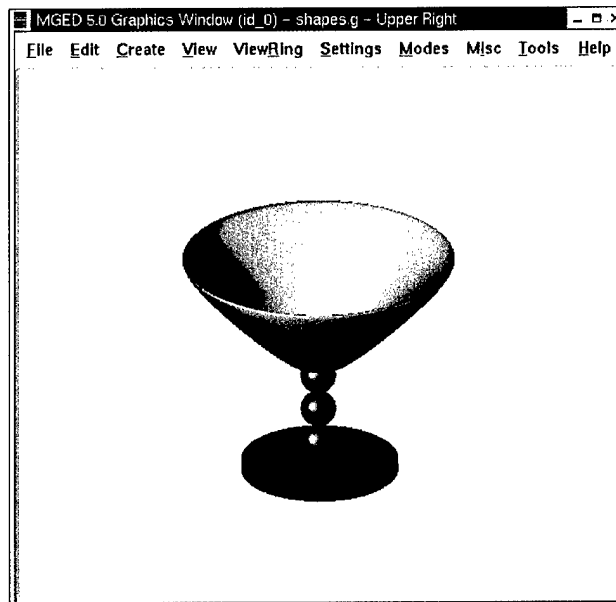 MGED 5.0 Graphics Window (id_0) – shapes.g – Upper Right
File Edit Create View ViewRing Settings Modes Misc Tools Help